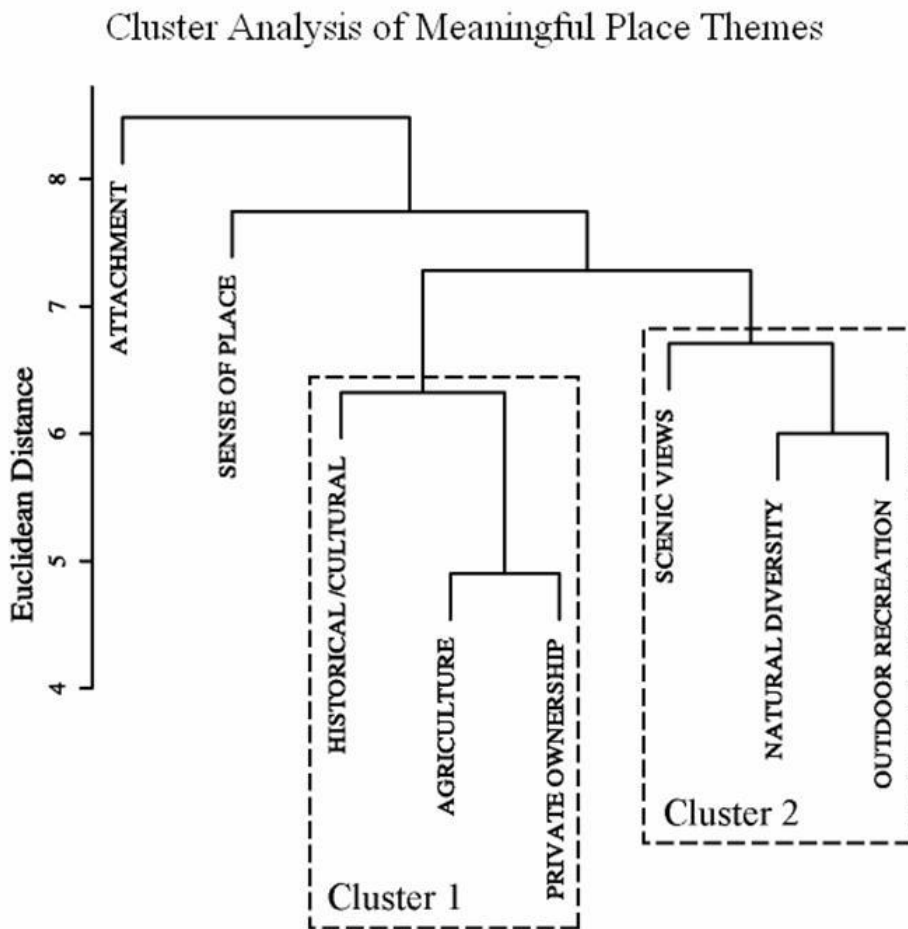 Cluster Analysis of Meaningful Place Themes
Euclidean Distance
8
7
6
5
4
ATTACHMENT
SENSE OF PLACE
HISTORICAL /CULTURAL
AGRICULTURE
PRIVATE OWNERSHIP
SCENIC VIEWS
NATURAL DIVERSITY
OUTDOOR RECREATION
Cluster 1
Cluster 2